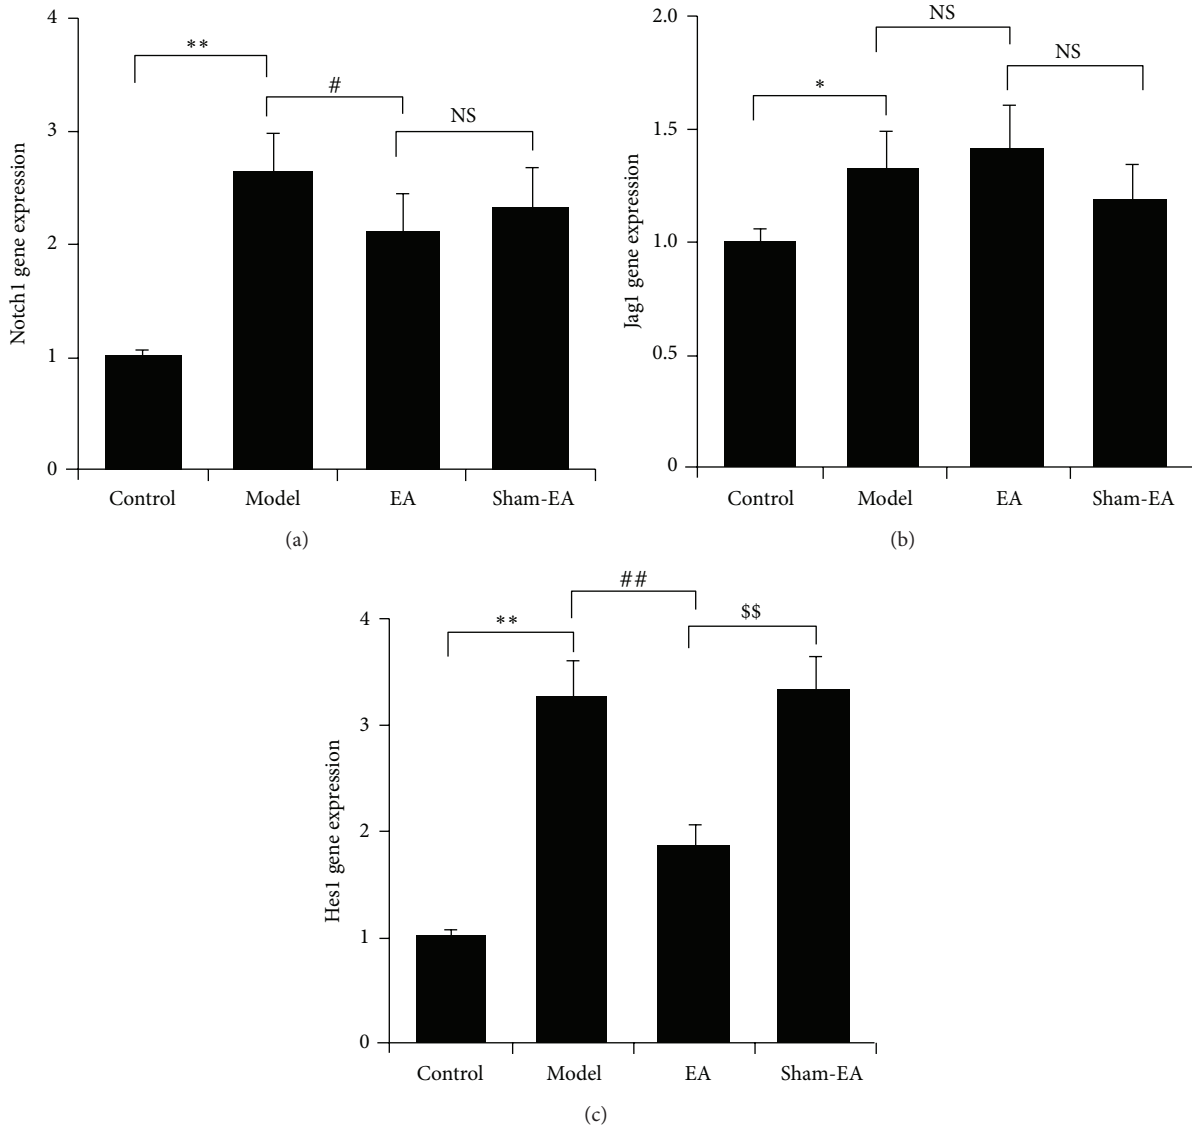 4
3
2
1
0
Notch1 gene expression
**
#
NS
Control Model EA Sham-EA
(a)
2.0
1.5
1.0
0.5
0.0
Jag1 gene expression
*
NS
NS
Control Model EA Sham-EA
(b)
4
3
2
1
0
Hes1 gene expression
**
##
$$
Control Model EA Sham-EA
(c)